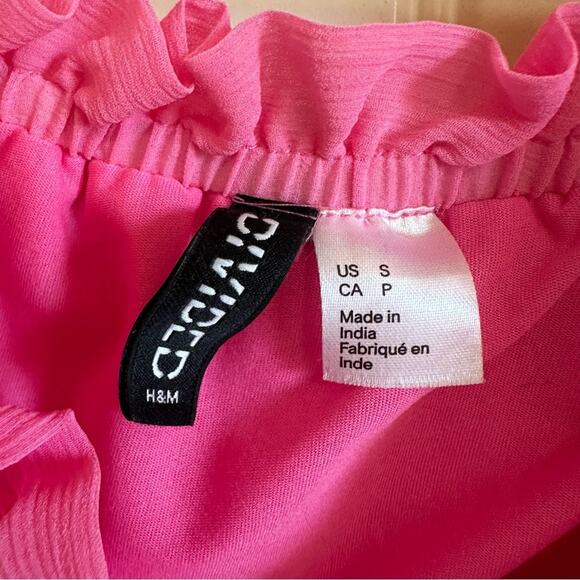 DIVIDED
H&M
US S
CA P
Made in
India
Fabriqué en
Inde